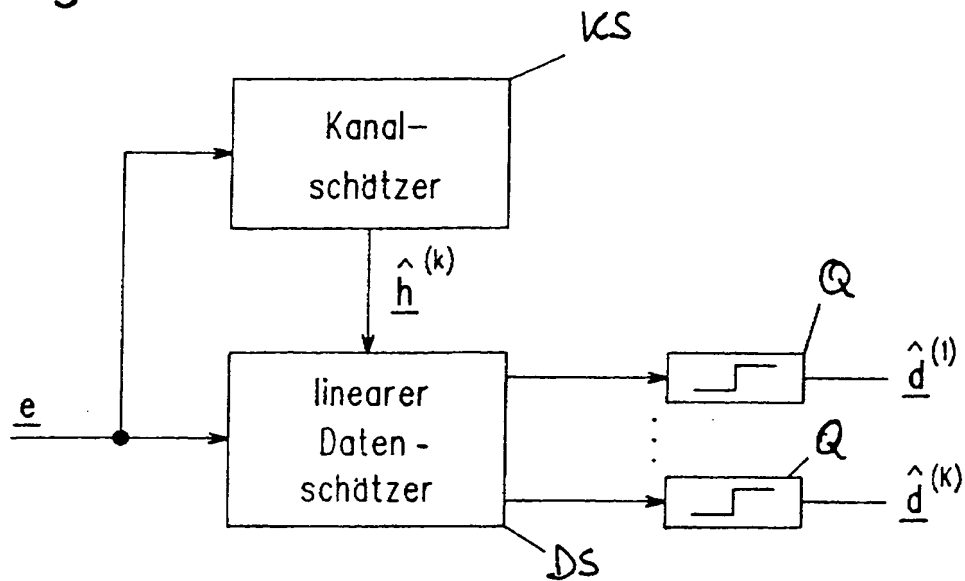 KS
Kanal-
schätzer
ĥ (k)
Q
linearer
Daten-
schätzer
e
d̂ (1)
Q
d̂ (K)
DS